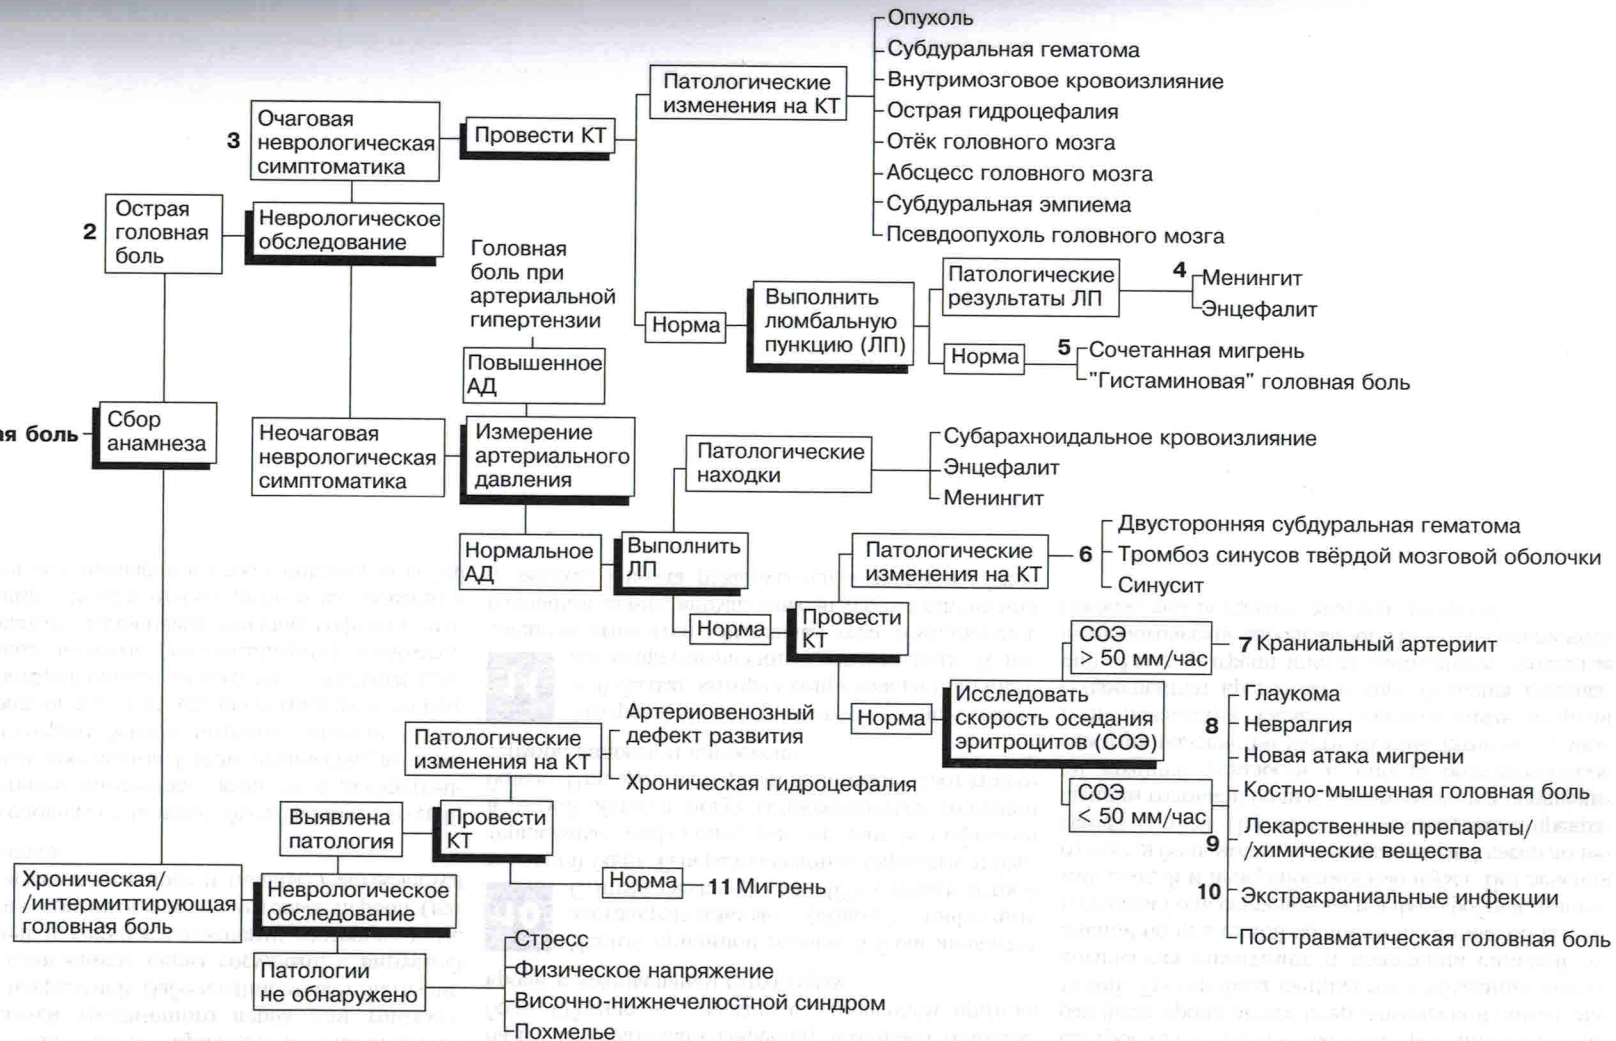 Опухоль
Субдуральная гематома
Внутримозговое кровоизлияние
Острая гидроцефалия
Отёк головного мозга
Абсцесс головного мозга
Субдуральная эмпиема
Псевдоопухоль головного мозга
Патологические
изменения на КТ
3
Очаговая
неврологическая
симптоматика
Провести КТ
2
Острая
головная
боль
Неврологическое
обследование
Головная
боль при
артериальной
гипертензии
Норма
Выполнить
люмбальную
пункцию (ЛП)
Патологические
результаты ЛП
4
Менингит
Энцефалит
Норма
5
Сочетанная мигрень
"Гистаминовая" головная боль
Повышенное
АД
ая боль
Сбор
анамнеза
Неочаговая
неврологическая
симптоматика
Измерение
артериального
давления
Патологические
находки
Субарахноидальное кровоизлияние
Энцефалит
Менингит
Нормальное
АД
Выполнить
ЛП
Норма
Провести
КТ
Патологические
изменения на КТ
6
Двусторонняя субдуральная гематома
Тромбоз синусов твёрдой мозговой оболочки
Синусит
Норма
Исследовать
скорость оседания
эритроцитов (СОЭ)
СОЭ
> 50 мм/час
7 Краниальный артериит
СОЭ
< 50 мм/час
Глаукома
8
Невралгия
Новая атака мигрени
Костно-мышечная головная боль
9
Лекарственные препараты/
/химические вещества
10
Экстракраниальные инфекции
Посттравматическая головная боль
Хроническая/
/интермиттирующая
головная боль
Неврологическое
обследование
Выявлена
патология
Провести
КТ
Патологические
изменения на КТ
Артериовенозный
дефект развития
Хроническая гидроцефалия
Норма
11 Мигрень
Патологии
не обнаружено
Стресс
Физическое напряжение
Височно-нижнечелюстной синдром
Похмелье